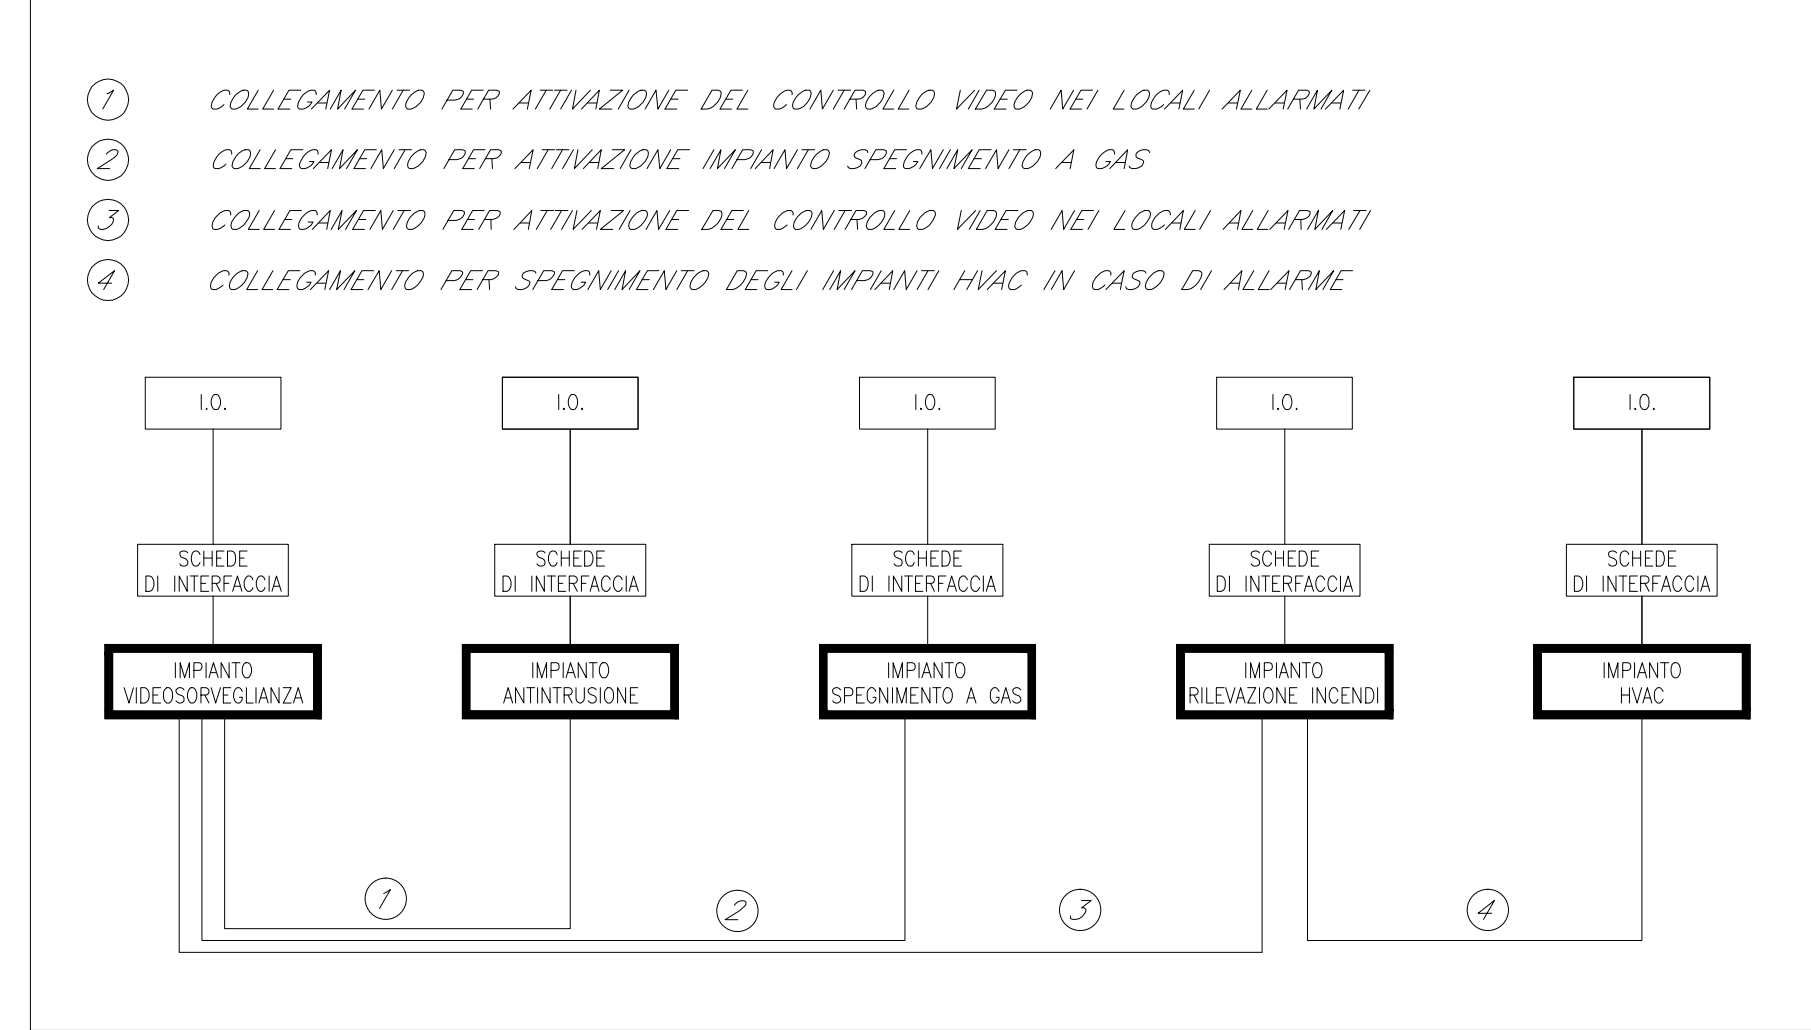 1 COLLEGAMENTO PER ATTIVAZIONE DEL CONTROLLO VIDEO NEI LOCALI ALLARMATI
2 COLLEGAMENTO PER ATTIVAZIONE IMPIANTO SPEGNIMENTO A GAS
3 COLLEGAMENTO PER ATTIVAZIONE DEL CONTROLLO VIDEO NEI LOCALI ALLARMATI
4 COLLEGAMENTO PER SPEGNIMENTO DEGLI IMPIANTI HVAC IN CASO DI ALLARME
I.O.
I.O.
I.O.
I.O.
I.O.
SCHEDE
DI INTERFACCIA
SCHEDE
DI INTERFACCIA
SCHEDE
DI INTERFACCIA
SCHEDE
DI INTERFACCIA
SCHEDE
DI INTERFACCIA
IMPIANTO
VIDEOSORVEGLIANZA
IMPIANTO
ANTINTRUSIONE
IMPIANTO
SPEGNIMENTO A GAS
IMPIANTO
RILEVAZIONE INCENDI
IMPIANTO
HVAC
1
2
3
4